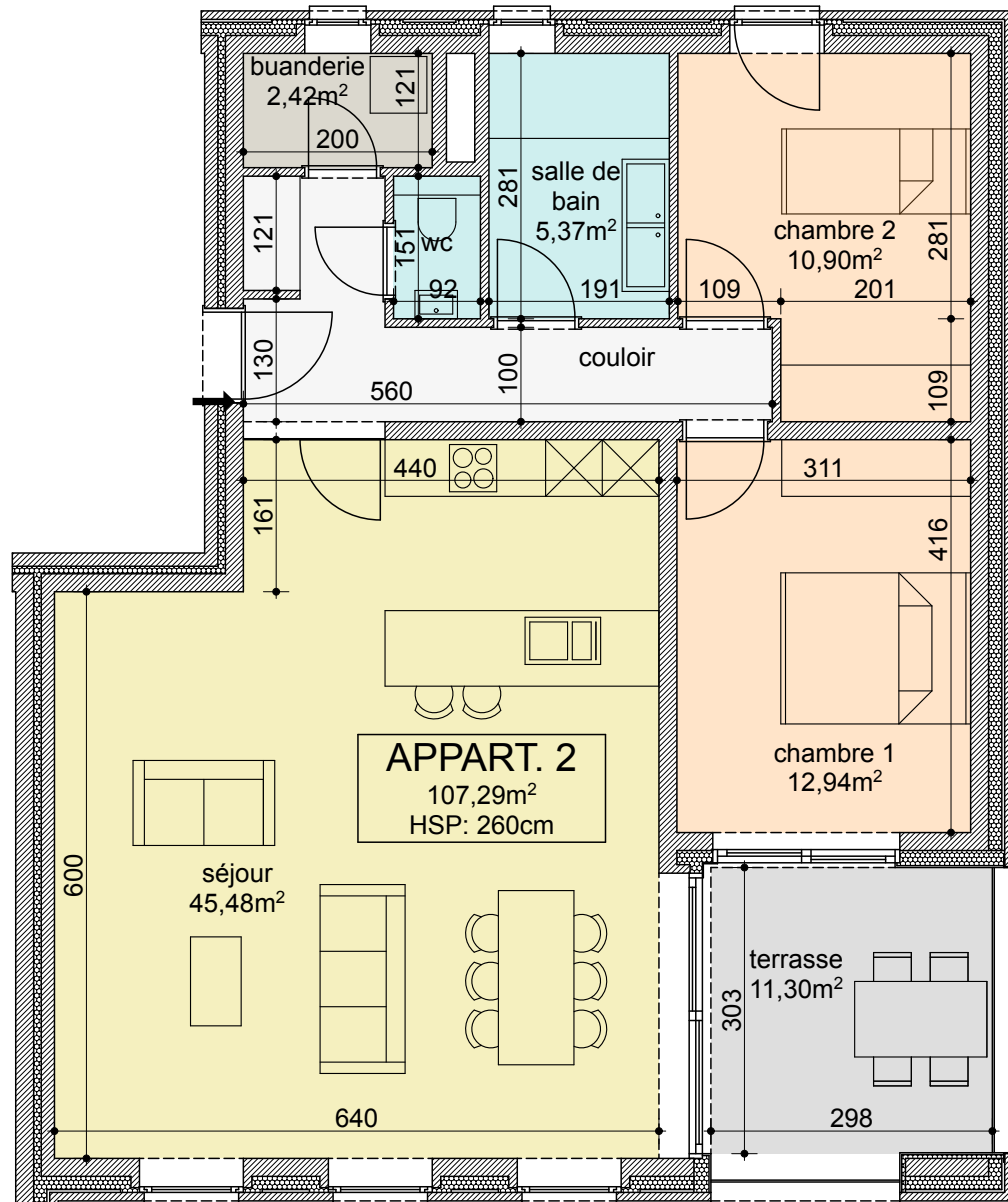 buanderie
2,42m²
121
200
121
salle de
bain
5,37m²
281
wc
151
92
191
chambre 2
10,90m²
281
109
201
109
130
560
100
couloir
440
161
311
416
chambre 1
12,94m²
APPART. 2
107,29m²
HSP: 260cm
séjour
45,48m²
600
640
terrasse
11,30m²
303
298